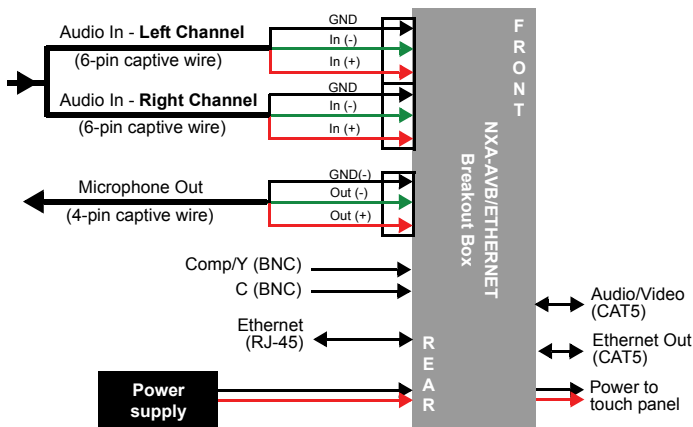 Audio In - Left Channel
(6-pin captive wire)
GND
In (-)
In (+)
Audio In - Right Channel
(6-pin captive wire)
GND
In (-)
In (+)
Microphone Out
(4-pin captive wire)
GND(-)
Out (-)
Out (+)
Comp/Y (BNC)
C (BNC)
Ethernet
(RJ-45)
Power
supply
FRONT
NXA-AVB/ETHERNET
Breakout Box
REAR
Audio/Video
(CAT5)
Ethernet Out
(CAT5)
Power to
touch panel